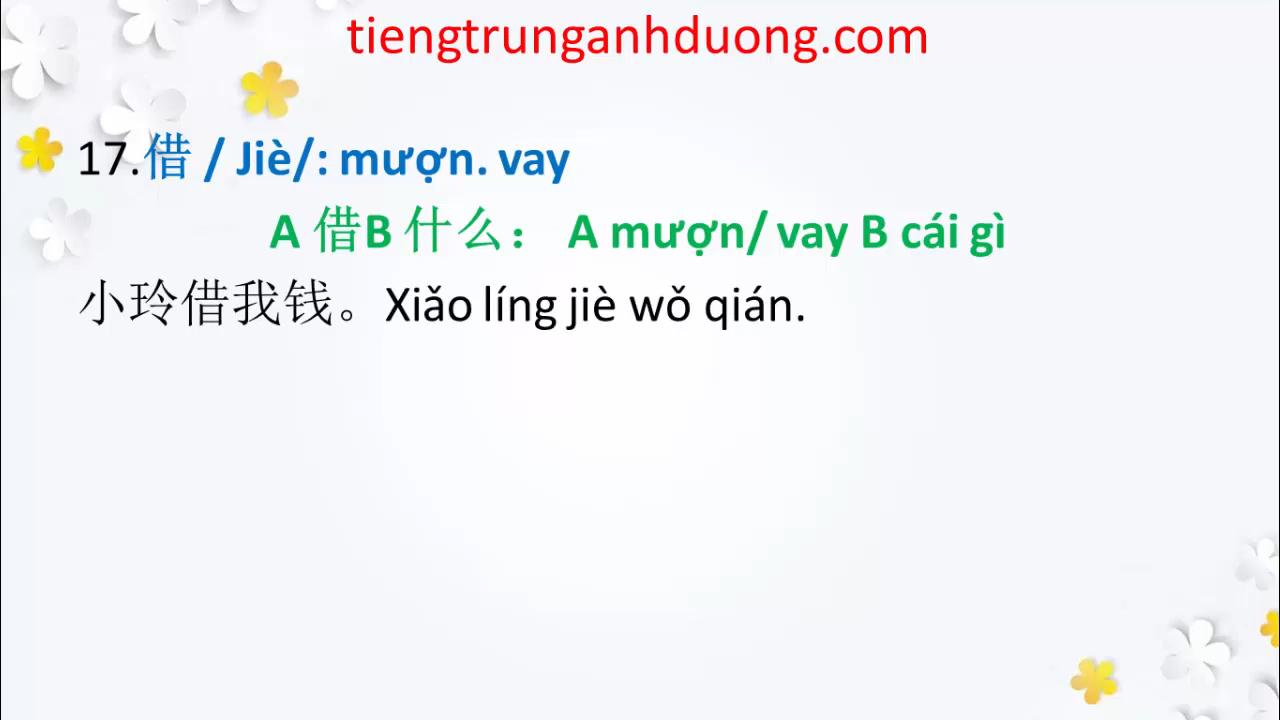 tiengtrunganhduong.com
17.借 / Jiè/: mượn. vay
A 借B 什么： A mượn/ vay B cái gì
小玲借我钱。Xiǎo líng jiè wǒ qián.